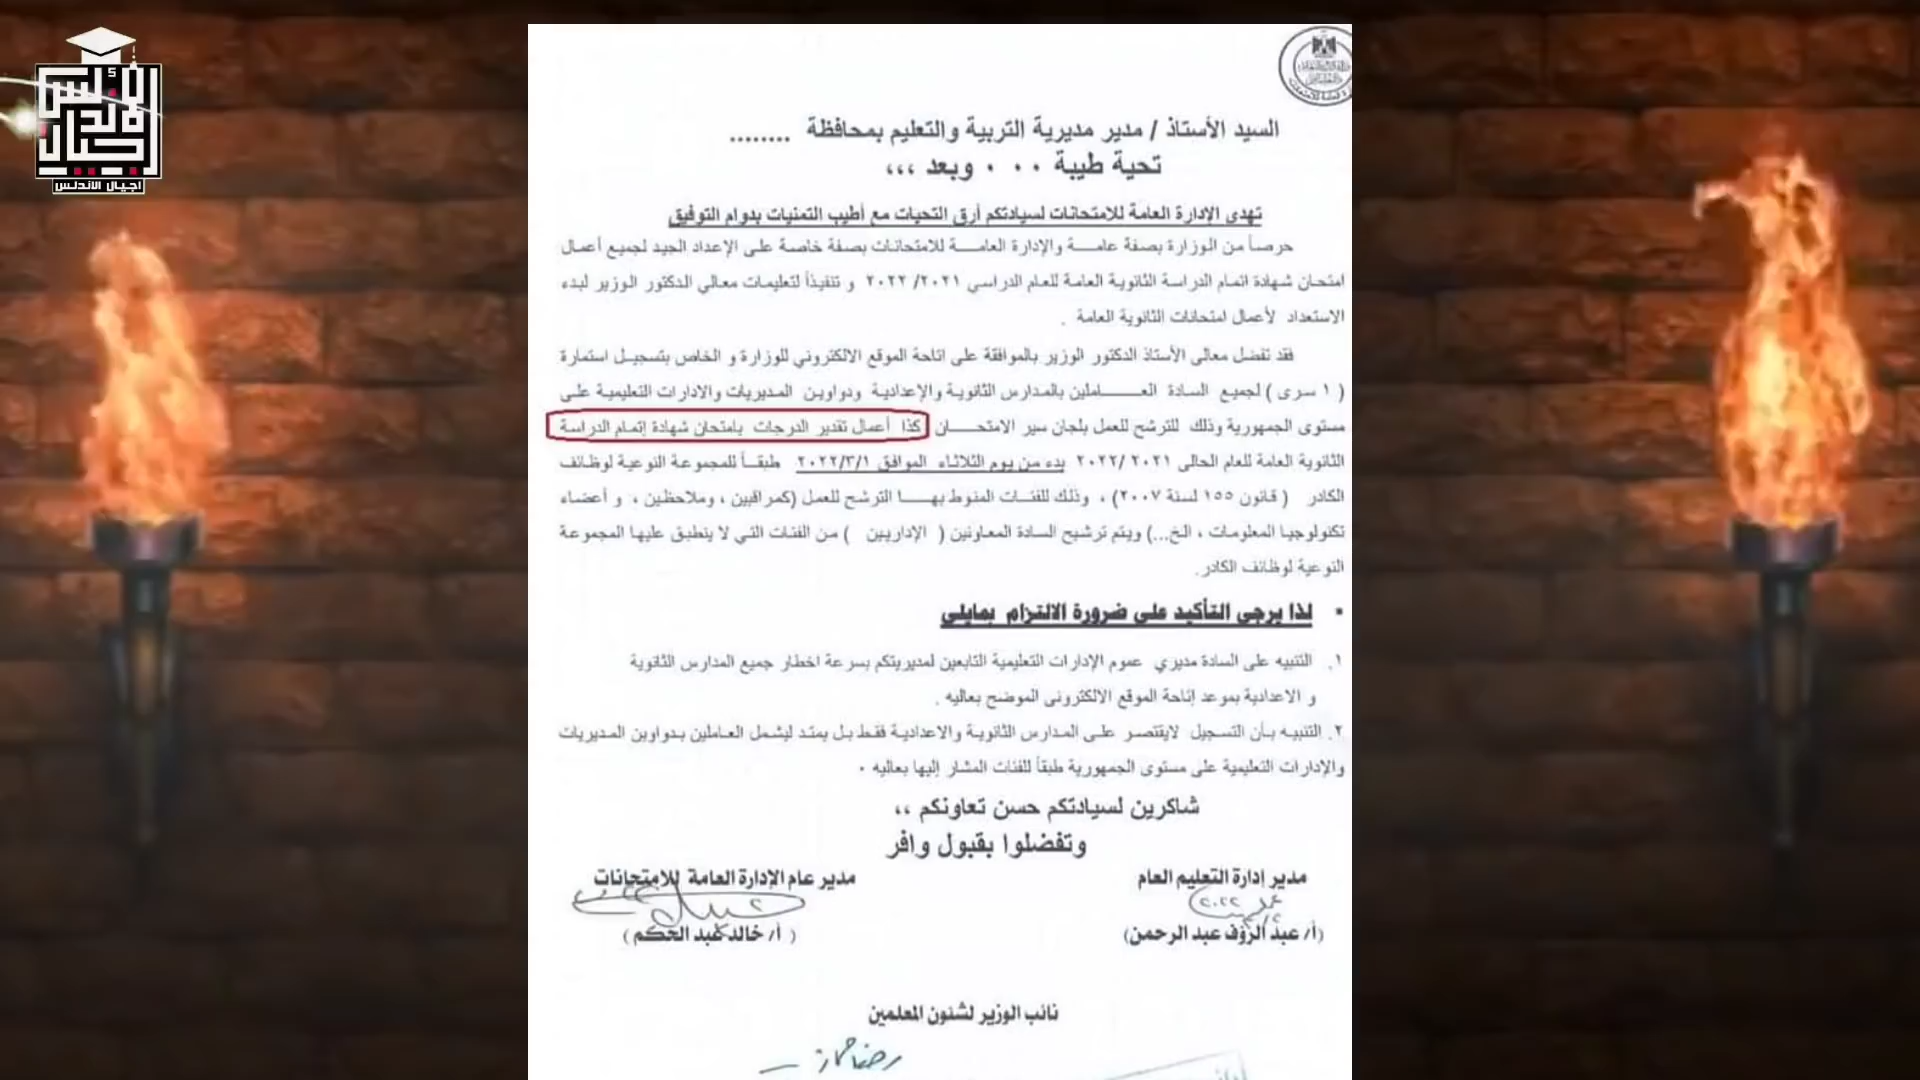 أجيال الأندلس
اجيال الاندلس
السيد الأستاذ / مدير مديرية التربية والتعليم بمحافظة ........
تحية طيبة ٠٠٠ وبعد ،،،
تهدى الإدارة العامة للامتحانات لسيادتكم أرق التحيات مع أطيب التمنيات بدوام التوفيق
حرصاً من الوزارة بصفة عامة والإدارة العامة للامتحانات بصفة خاصة على الإعداد الجيد لجميع أعمال
امتحان شهادة اتمام الدراسة الثانوية العامة للعام الدراسي ٢٠٢١/ ٢٠٢٢ و تنفيذاً لتعليمات معالي الدكتور الوزير لبدء
الاستعداد لأعمال امتحانات الثانوية العامة .
فقد تفضل معالى الأستاذ الدكتور الوزير بالموافقة على اتاحة الموقع الالكتروني للوزارة و الخاص بتسجيل استمارة
( ١ سرى ) لجميع السادة العاملين بالمدارس الثانوية والإعدادية ودواوين المديريات والادارات التعليمية على
مستوى الجمهورية وذلك للترشح للعمل بلجان سير الامتحان كذا أعمال تقدير الدرجات بامتحان شهادة إتمام الدراسة
الثانوية العامة للعام الحالى ٢٠٢١ /٢٠٢٢ بدء من يوم الثلاثاء الموافق ٢٠٢٢/٣/١ طبقاً للمجموعة النوعية لوظائف
الكادر ( قانون ١٥٥ لسنة ٢٠٠٧) ، وذلك للفئات المنوط بها الترشح للعمل (كمراقبين ، وملاحظين ، و أعضاء
تكنولوجيا المعلومات ، الخ...) ويتم ترشيح السادة المعاونين ( الإداريين ) من الفئات التي لا ينطبق عليها المجموعة
النوعية لوظائف الكادر.
▪ لذا يرجى التأكيد على ضرورة الالتزام بمايلى
١. التنبيه على السادة مديري عموم الإدارات التعليمية التابعين لمديريتكم بسرعة اخطار جميع المدارس الثانوية
و الاعدادية بموعد إتاحة الموقع الالكترونى الموضح بعاليه .
٢. التنبيه بأن التسجيل لايقتصر على المدارس الثانوية والاعدادية فقط بل يمتد ليشمل العاملين بدواوين المديريات
والإدارات التعليمية على مستوى الجمهورية طبقاً للفئات المشار إليها بعاليه ٠
شاكرين لسيادتكم حسن تعاونكم ،،
وتفضلوا بقبول وافر
مدير إدارة التعليم العام
مدير عام الإدارة العامة للامتحانات
(أ/ عبد الرؤف عبد الرحمن)
( أ/ خالد عبد الحكم )
نائب الوزير لشئون المعلمين